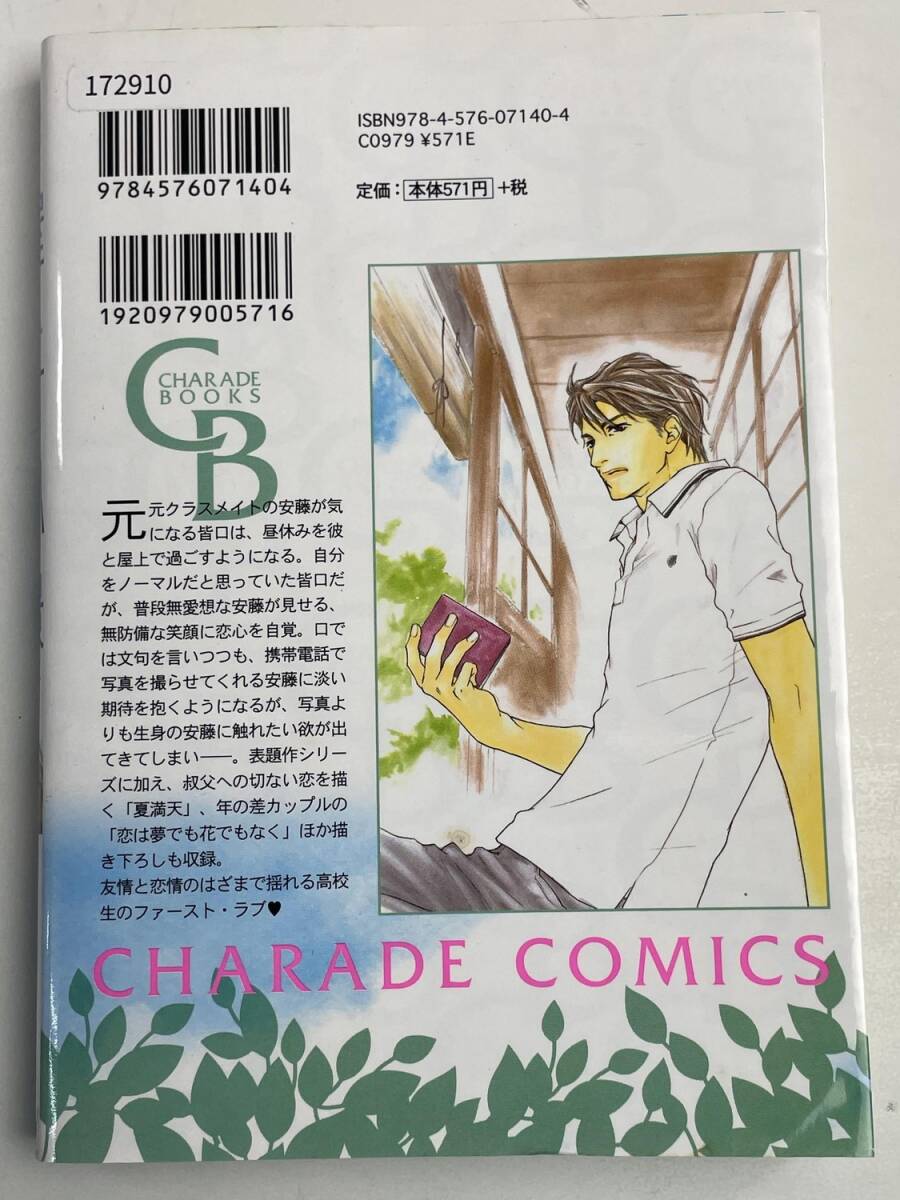 172910
ISBN978-4-576-07140-4
C0979 ¥571E
9784576071404
定価：本体571円+税
1920979005716
CHARADE
BOOKS
CB
元元クラスメイトの安藤が気
になる皆口は、昼休みを彼
と屋上で過ごすようになる。自分
をノーマルだと思っていた皆口だ
が、普段無愛想な安藤が見せる、
無防備な笑顔に恋心を自覚。口で
は文句を言いつつも、携帯電話で
写真を撮らせてくれる安藤に淡い
期待を抱くようになるが、写真よ
りも生身の安藤に触れたい欲が出
てきてしまい――。表題作シリー
ズに加え、叔父への切ない恋を描
く「夏満天」、年の差カップルの
「恋は夢でも花でもなく」ほか描
き下ろしも収録。
友情と恋情のはざまで揺れる高校
生のファースト・ラブ♥
CHARADE COMICS